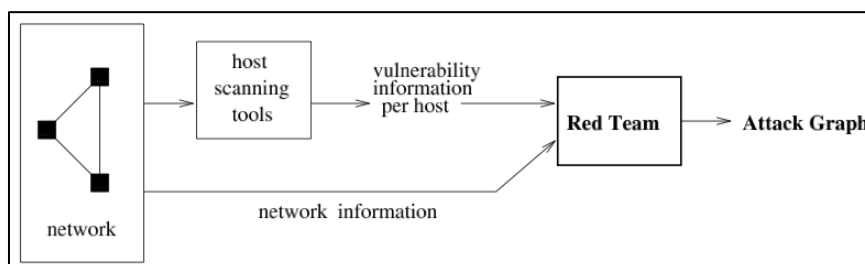 host
scanning
tools
vulnerability
information
per host
Red Team
Attack Graph
network information
network